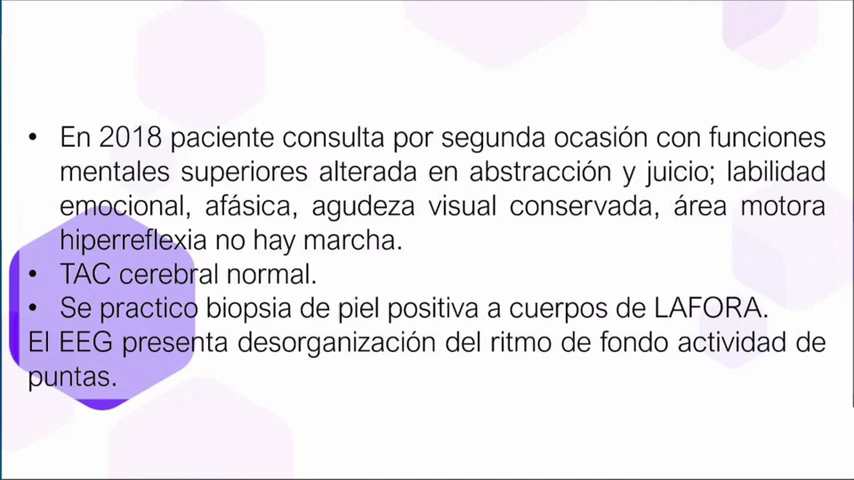 • En 2018 paciente consulta por segunda ocasión con funciones
mentales superiores alterada en abstracción y juicio; labilidad
emocional, afásica, agudeza visual conservada, área motora
hiperreflexia no hay marcha.
• TAC cerebral normal.
• Se practico biopsia de piel positiva a cuerpos de LAFORA.
El EEG presenta desorganización del ritmo de fondo actividad de
puntas.